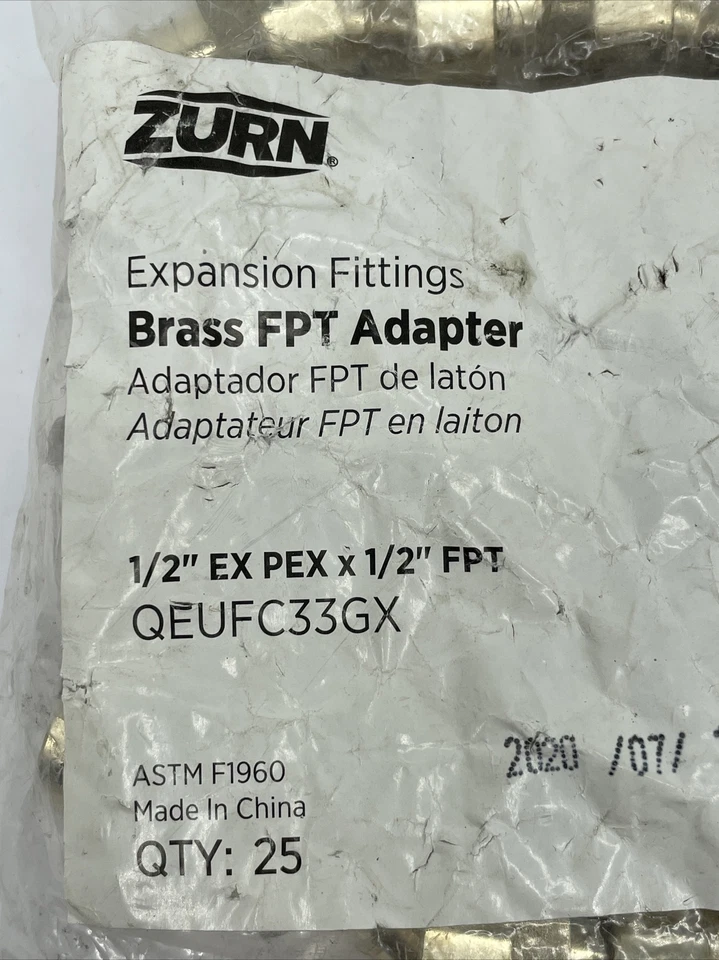 ZURN®
Expansion Fittings
Brass FPT Adapter
Adaptador FPT de latón
Adaptateur FPT en laiton
1/2" EX PEX x 1/2" FPT
QEUFC33GX
2020 /07/
ASTM F1960
Made In China
QTY: 25